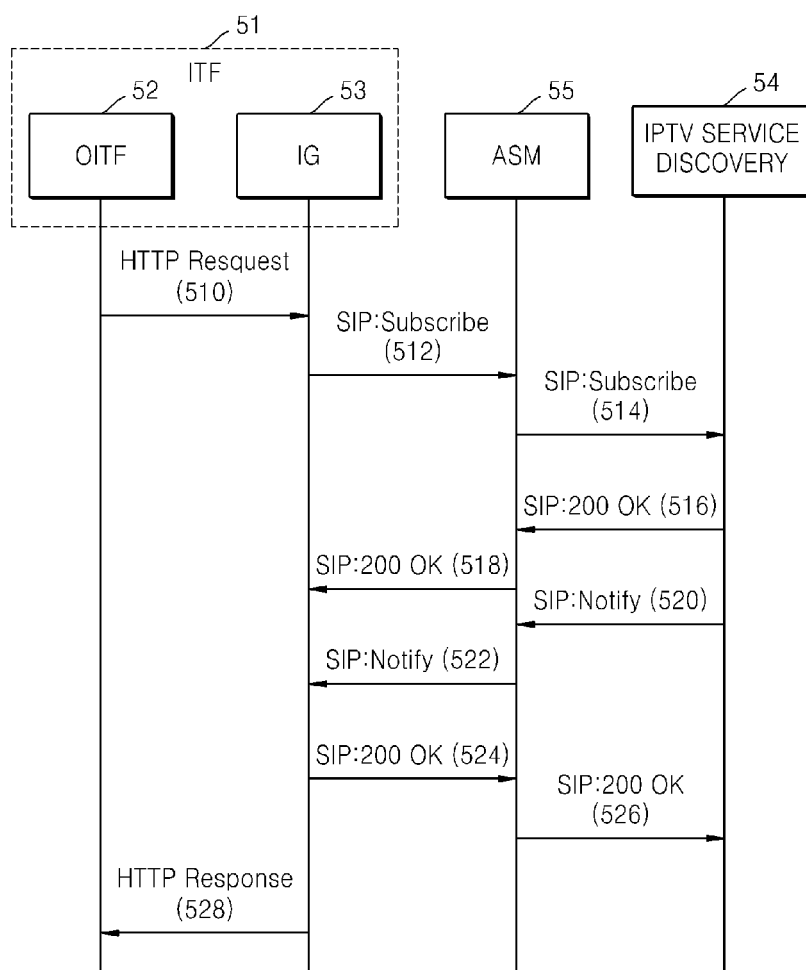 51
ITF
52
53
55
54
OITF
IG
ASM
IPTV SERVICE
DISCOVERY
HTTP Resquest
(510)
SIP:Subscribe
(512)
SIP:Subscribe
(514)
SIP:200 OK (516)
SIP:200 OK (518)
SIP:Notify (520)
SIP:Notify (522)
SIP:200 OK (524)
SIP:200 OK
(526)
HTTP Response
(528)